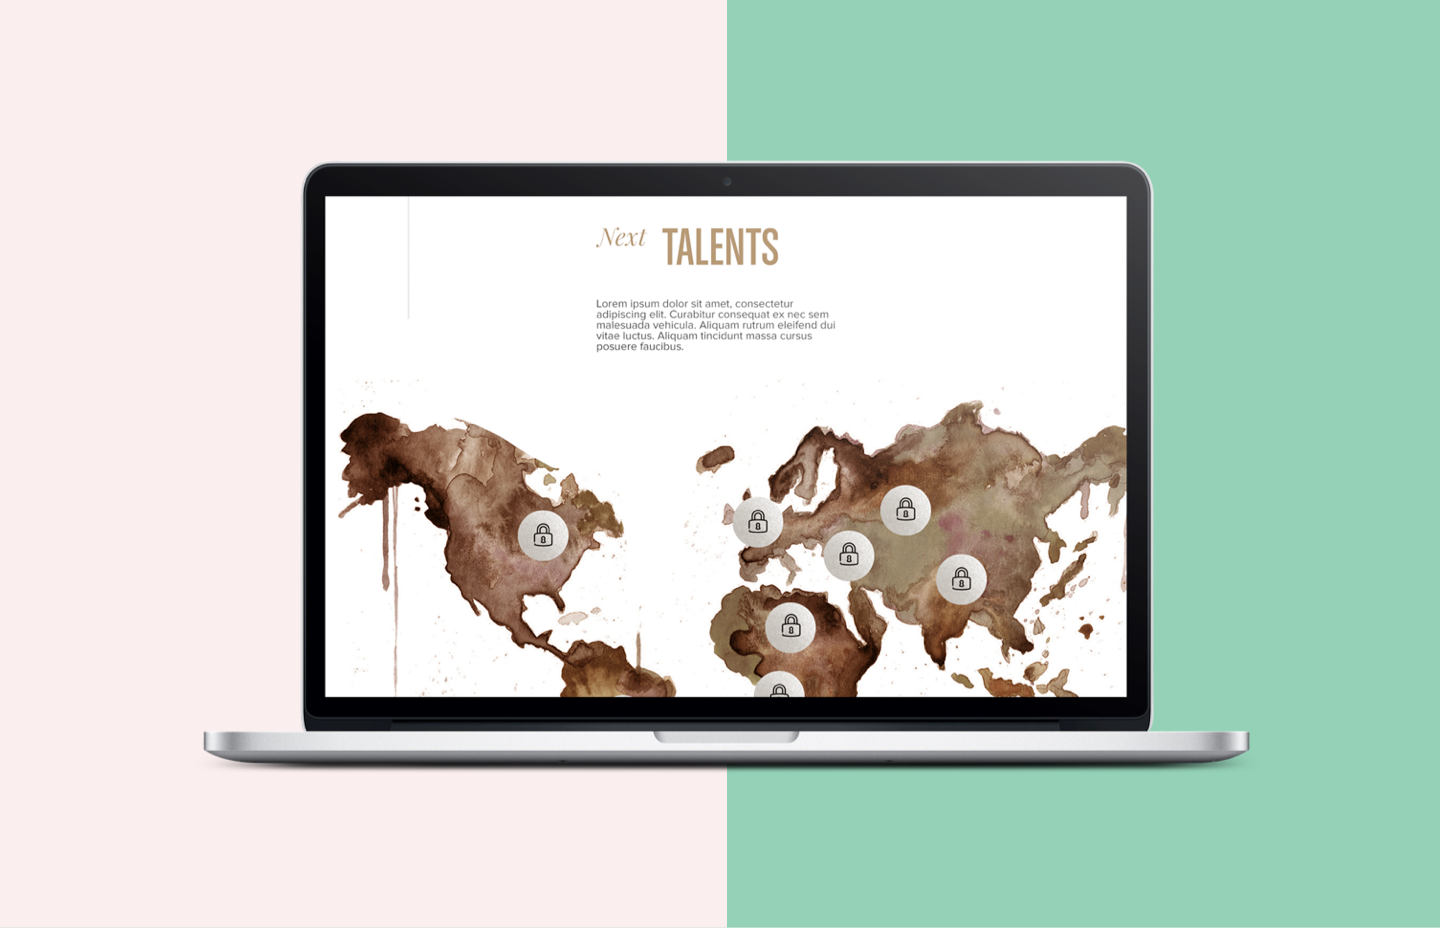 Next TALENTS
Lorem ipsum dolor sit amet, consectetur
adipiscing elit. Curabitur consequat ex nec sem
malesuada vehicula. Aliquam rutrum eleifend dui
vitae luctus. Aliquam tincidunt massa cursus
posuere faucibus.